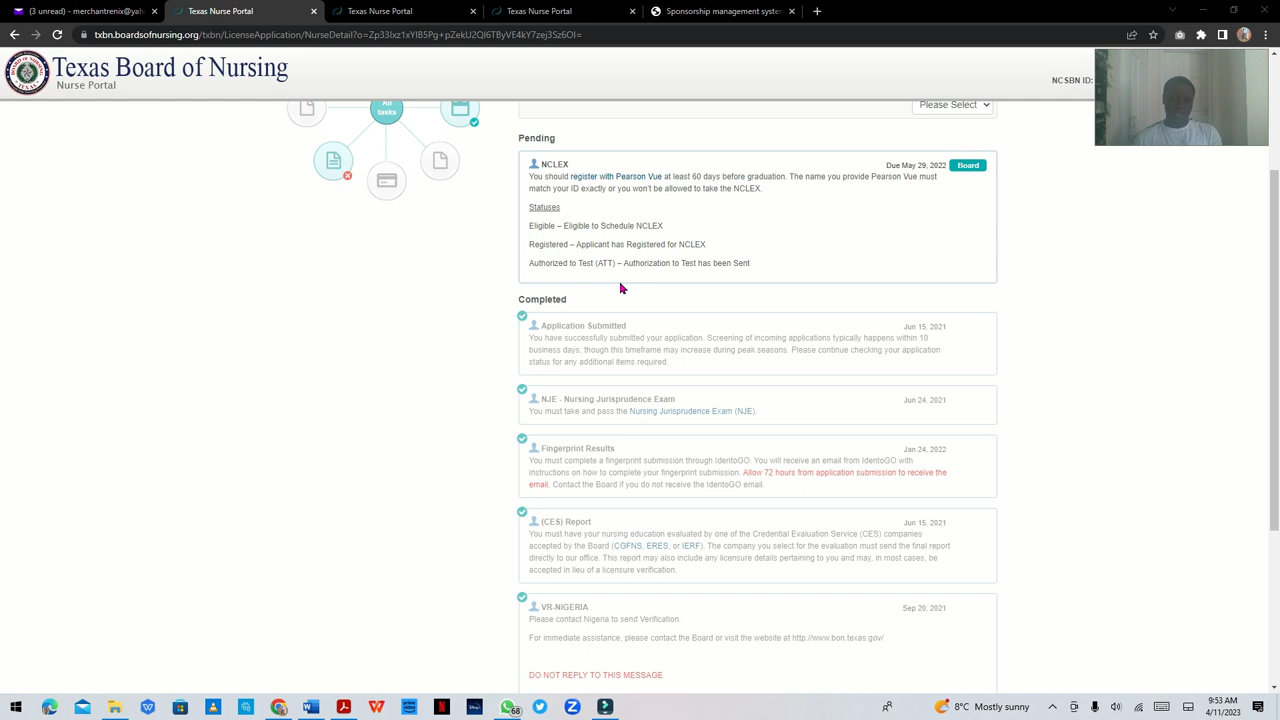 merchantrenix@yah
Texas Nurse Portal
Texas Nurse Portal
Texas Nurse Portal
Sponsorship management system
txbn.boardsofnursing.org/txbn/LicenseApplication/NurseDetail?o=Zp33Ixz1xYIB5Pg+pZekU2QI6TByVE4kY7zej3Sz6OI=
Texas Board of Nursing
Nurse Portal
NCSBN ID:
All
tasks
Please Select
Pending
NCLEX
Due May 29, 2022 Board
You should register with Pearson Vue at least 60 days before graduation. The name you provide Pearson Vue must
match your ID exactly or you won't be allowed to take the NCLEX.
Statuses
Eligible – Eligible to Schedule NCLEX
Registered – Applicant has Registered for NCLEX
Authorized to Test (ATT) – Authorization to Test has been Sent
Completed
Application Submitted
Jun 15, 2021
You have successfully submitted your application. Screening of incoming applications typically happens within 10
business days, though this timeframe may increase during peak seasons. Please continue checking your application
status for any additional items required.
NJE - Nursing Jurisprudence Exam
Jun 24, 2021
You must take and pass the Nursing Jurisprudence Exam (NJE).
Fingerprint Results
Jan 24, 2022
You must complete a fingerprint submission through IdentoGO. You will receive an email from IdentoGO with
instructions on how to complete your fingerprint submission. Allow 72 hours from application submission to receive the
email. Contact the Board if you do not receive the IdentoGO email.
(CES) Report
Jun 15, 2021
You must have your nursing education evaluated by one of the Credential Evaluation Service (CES) companies
accepted by the Board (CGFNS, ERES, or IERF). The company you select for the evaluation must send the final report
directly to our office. This report may also include any licensure details pertaining to you and may, in most cases, be
accepted in lieu of a licensure verification.
VR-NIGERIA
Sep 20, 2021
Please contact Nigeria to send Verification.
For immediate assistance, please contact the Board or visit the website at http://www.bon.texas.gov/
DO NOT REPLY TO THIS MESSAGE
68
8°C Mostly sunny
9:53 AM
4/11/2023